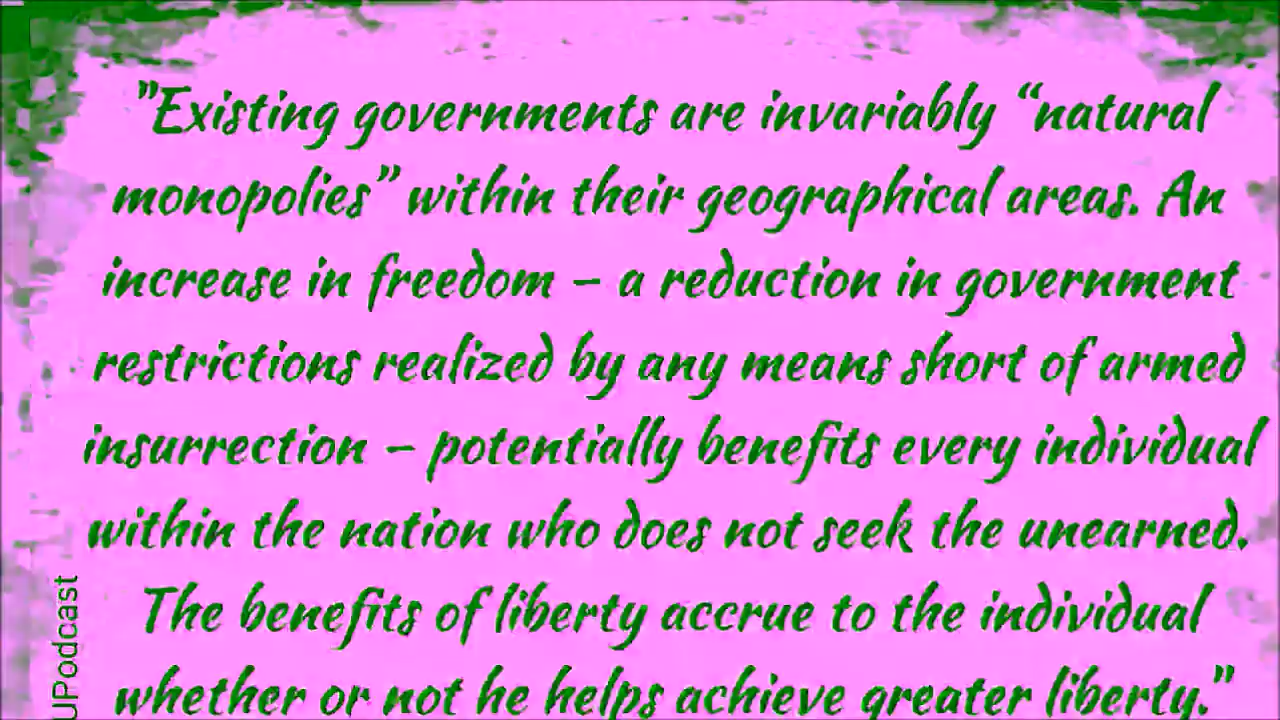 "Existing governments are invariably “natural
monopolies” within their geographical areas. An
increase in freedom – a reduction in government
restrictions realized by any means short of armed
insurrection – potentially benefits every individual
within the nation who does not seek the unearned.
The benefits of liberty accrue to the individual
whether or not he helps achieve greater liberty."
UPodcast